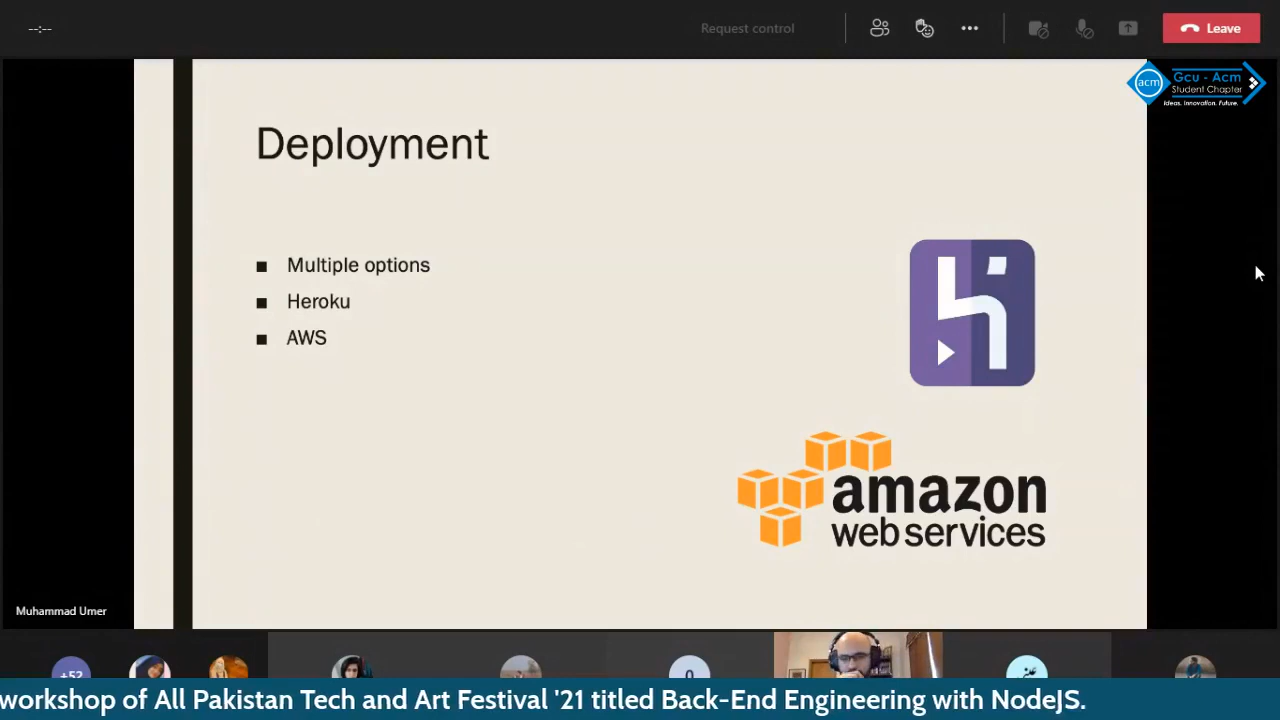 --:--
Request control
Leave
acm
Gcu - Acm
Student Chapter
Ideas. Innovation. Future.
Deployment
Multiple options
Heroku
AWS
amazon
web services
Muhammad Umer
+52
workshop of All Pakistan Tech and Art Festival '21 titled Back-End Engineering with NodeJS.